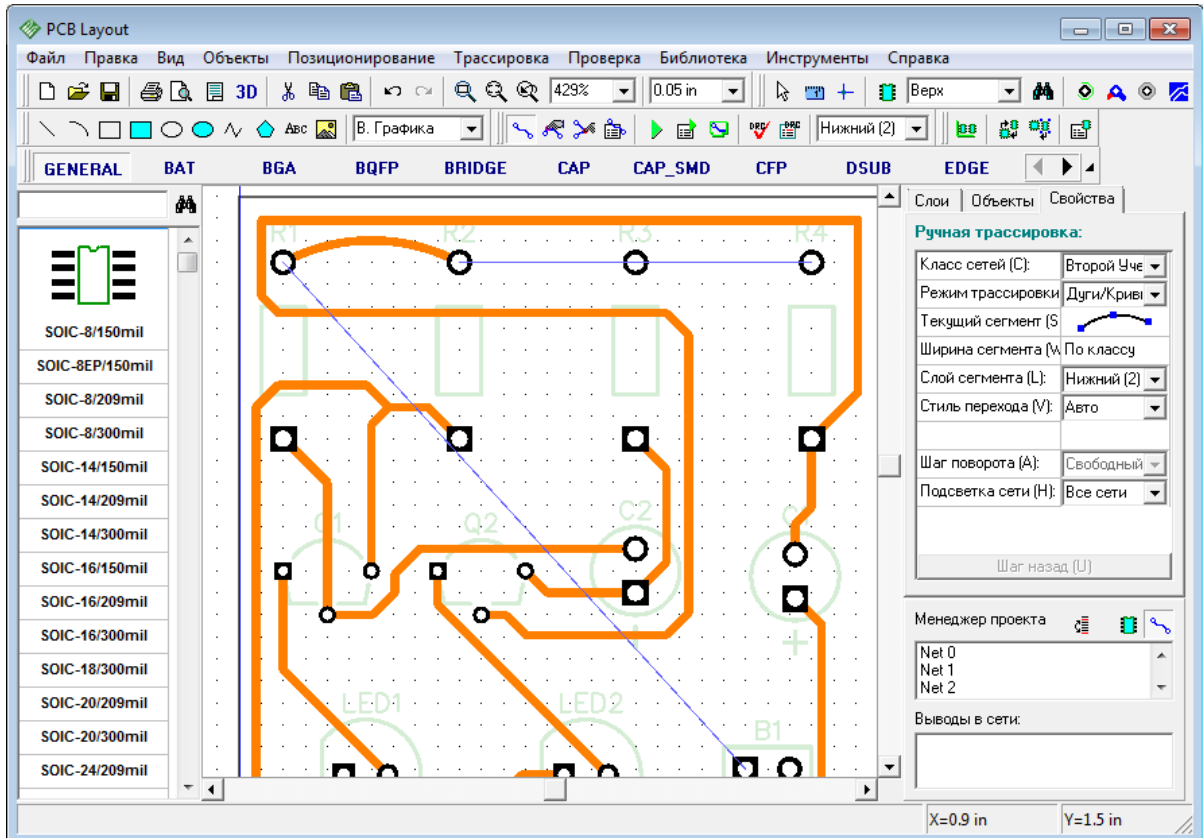 PCB Layout
Файл Правка Вид Объекты Позиционирование Трассировка Проверка Библиотека Инструменты Справка
3D 429% 0.05 in Верх
ABC В. Графика DRC DRC Нижний (2)
GENERAL BAT BGA BQFP BRIDGE CAP CAP_SMD CFP DSUB EDGE
SOIC-8/150mil
SOIC-8EP/150mil
SOIC-8/209mil
SOIC-8/300mil
SOIC-14/150mil
SOIC-14/209mil
SOIC-14/300mil
SOIC-16/150mil
SOIC-16/209mil
SOIC-16/300mil
SOIC-18/300mil
SOIC-20/209mil
SOIC-20/300mil
SOIC-24/209mil
R1 R2 R3 R4
Q1 Q2 C2
+ +
LED1 LED2 B1
Слои Объекты Свойства
Ручная трассировка:
Класс сетей (C): Второй Уче
Режим трассировки Дуги/Криві
Текущий сегмент (S
Ширина сегмента (W По классу
Слой сегмента (L): Нижний (2)
Стиль перехода (V): Авто
Шаг поворота (A): Свободный
Подсветка сети (H): Все сети
Шаг назад (U)
Менеджер проекта
Net 0
Net 1
Net 2
Выводы в сети:
X=0.9 in Y=1.5 in